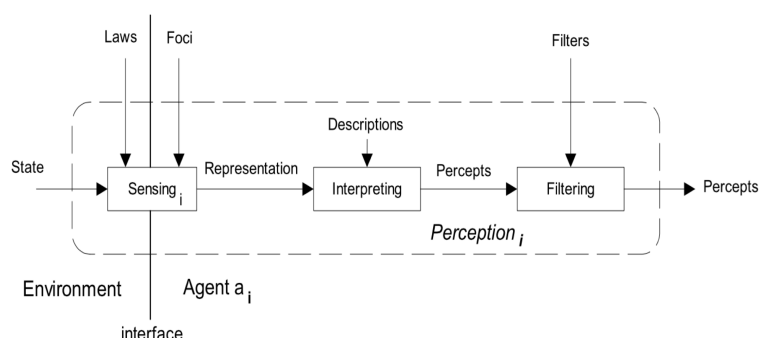 Laws
Foci
Filters
Descriptions
State
Representation
Percepts
Sensing i
Interpreting
Filtering
Percepts
Perception i
Environment
Agent a i
interface